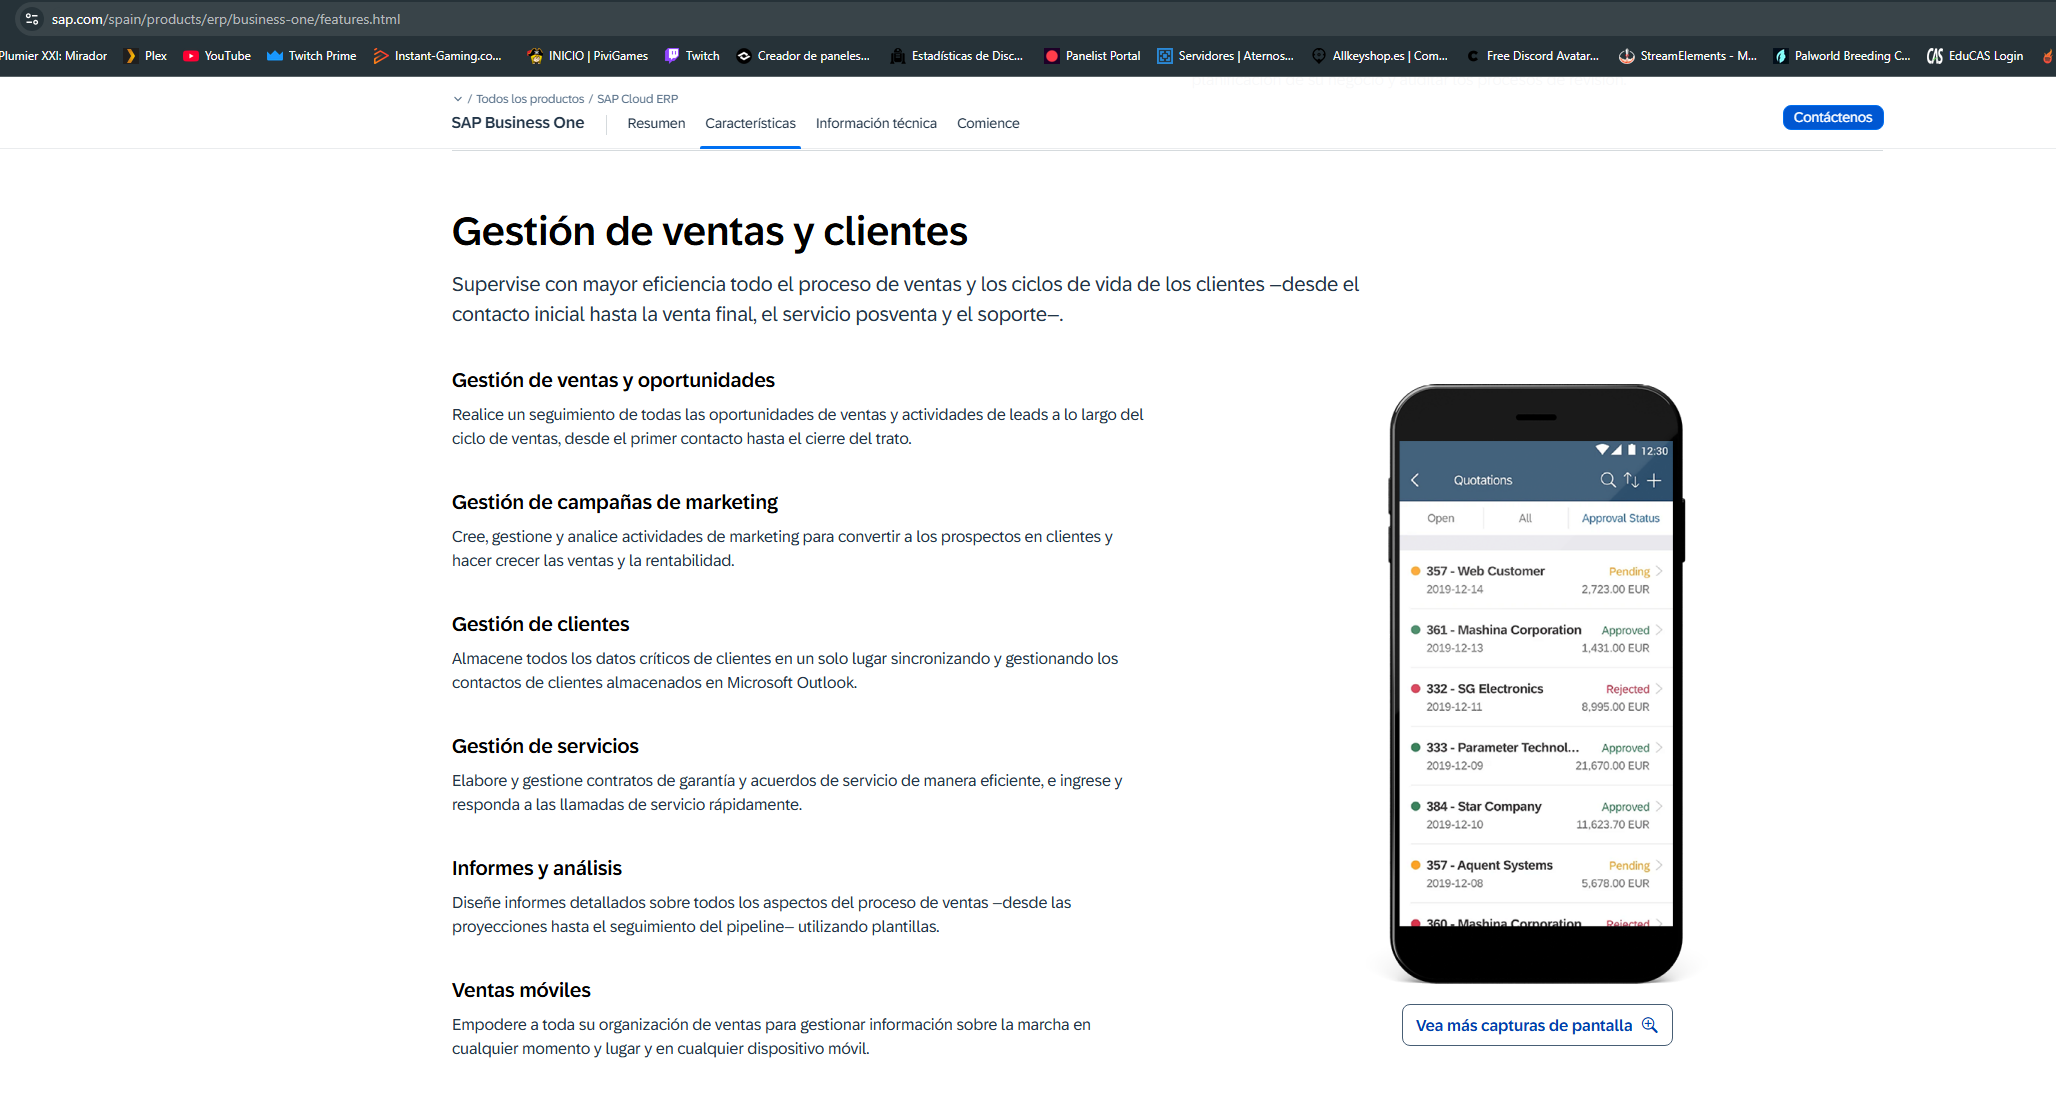 sap.com/spain/products/erp/business-one/features.html
Plumier XXI: Mirador
Plex
YouTube
Twitch Prime
Instant-Gaming.co...
INICIO | PiviGames
Twitch
Creador de paneles...
Estadísticas de Disc...
Panelist Portal
Servidores | Aternos...
Allkeyshop.es | Com...
Free Discord Avatar...
StreamElements - M...
Palworld Breeding C...
CAS EduCAS Login
/ Todos los productos / SAP Cloud ERP
SAP Business One
Resumen
Características
Información técnica
Comience
Contáctenos
Gestión de ventas y clientes
Supervise con mayor eficiencia todo el proceso de ventas y los ciclos de vida de los clientes –desde el
contacto inicial hasta la venta final, el servicio posventa y el soporte–.
Gestión de ventas y oportunidades
Realice un seguimiento de todas las oportunidades de ventas y actividades de leads a lo largo del
ciclo de ventas, desde el primer contacto hasta el cierre del trato.
Gestión de campañas de marketing
Cree, gestione y analice actividades de marketing para convertir a los prospectos en clientes y
hacer crecer las ventas y la rentabilidad.
Gestión de clientes
Almacene todos los datos críticos de clientes en un solo lugar sincronizando y gestionando los
contactos de clientes almacenados en Microsoft Outlook.
Gestión de servicios
Elabore y gestione contratos de garantía y acuerdos de servicio de manera eficiente, e ingrese y
responda a las llamadas de servicio rápidamente.
Informes y análisis
Diseñe informes detallados sobre todos los aspectos del proceso de ventas –desde las
proyecciones hasta el seguimiento del pipeline– utilizando plantillas.
Ventas móviles
Empodere a toda su organización de ventas para gestionar información sobre la marcha en
cualquier momento y lugar y en cualquier dispositivo móvil.
12:30
Quotations
Open
All
Approval Status
357 - Web Customer Pending
2019-12-14 2,723.00 EUR
361 - Mashina Corporation Approved
2019-12-13 1,431.00 EUR
332 - SG Electronics Rejected
2019-12-11 8,995.00 EUR
333 - Parameter Technol... Approved
2019-12-09 21,670.00 EUR
384 - Star Company Approved
2019-12-10 11,623.70 EUR
357 - Aquent Systems Pending
2019-12-08 5,678.00 EUR
360 - Mashina Corporation Rejected
Vea más capturas de pantalla